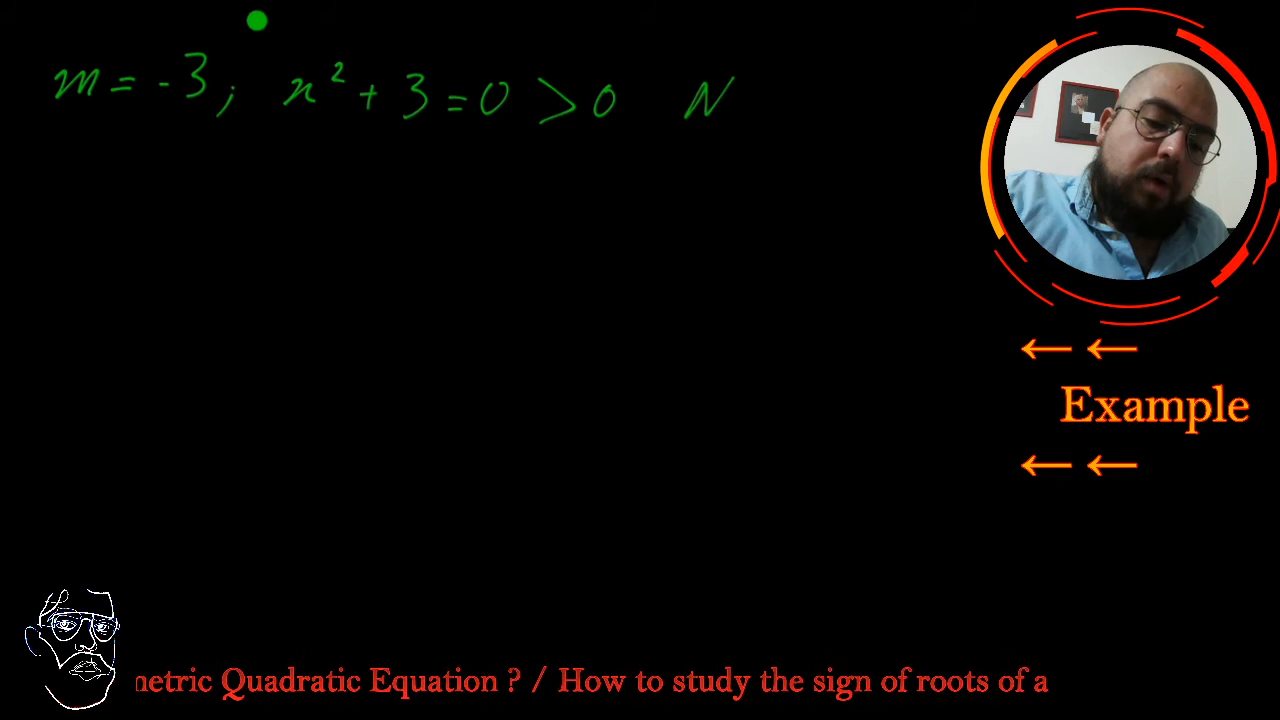 m = -3; x² + 3 = 0 > 0 N
← ←
Example
← ←
netric Quadratic Equation ? / How to study the sign of roots of a